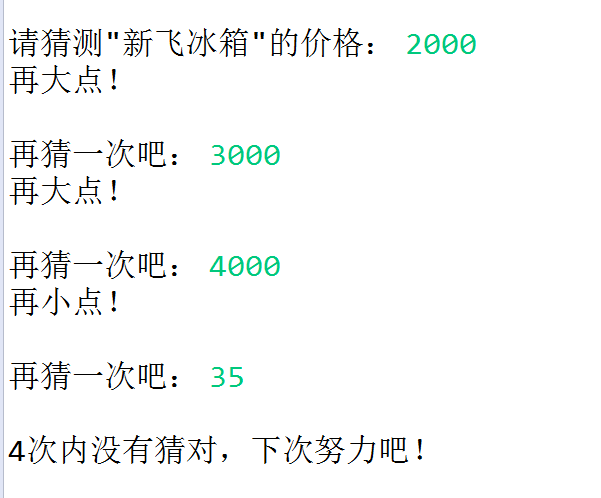 请猜测"新飞冰箱"的价格： 2000
再大点！
再猜一次吧： 3000
再大点！
再猜一次吧： 4000
再小点！
再猜一次吧： 35
4次内没有猜对，下次努力吧！